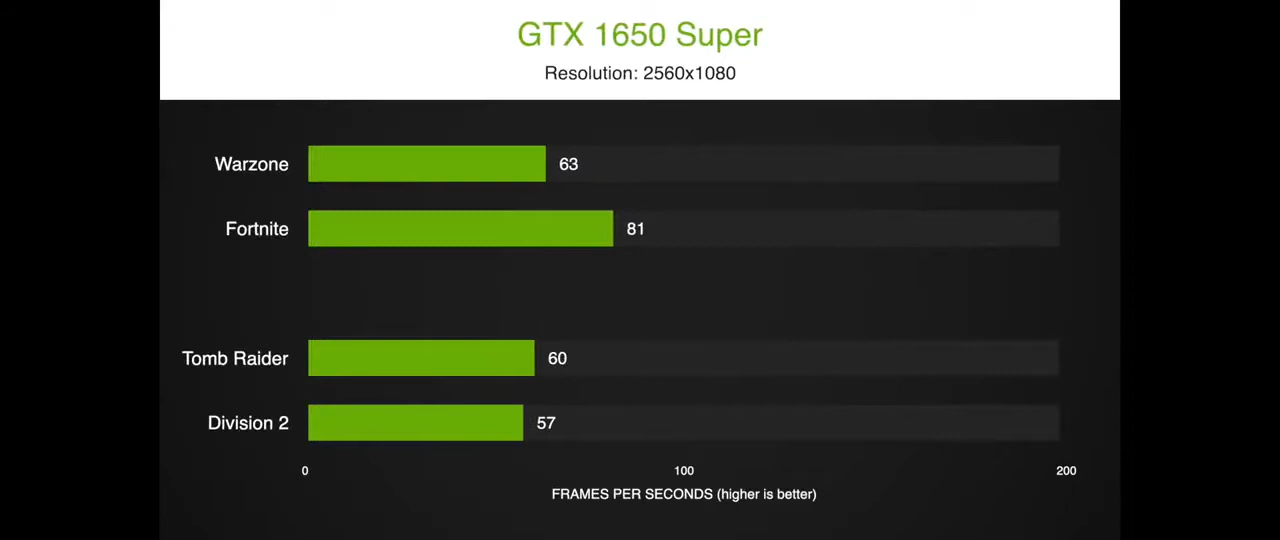 GTX 1650 Super
Resolution: 2560x1080
Warzone 63
Fortnite 81
Tomb Raider 60
Division 2 57
0 100 200
FRAMES PER SECONDS (higher is better)